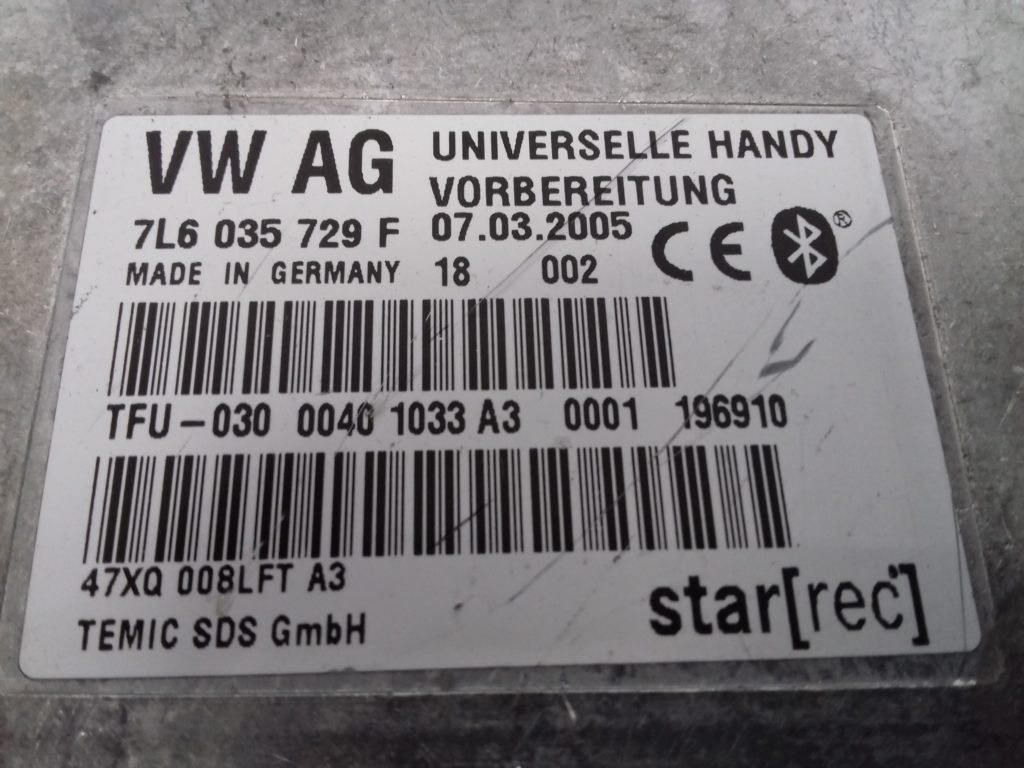 VW AG
UNIVERSELLE HANDY
VORBEREITUNG
7L6 035 729 F
07.03.2005
CE
®
MADE IN GERMANY
18 002
TFU-030 0040 1033 A3 0001 196910
47XQ 008LFT A3
TEMIC SDS GmbH
star[rec]